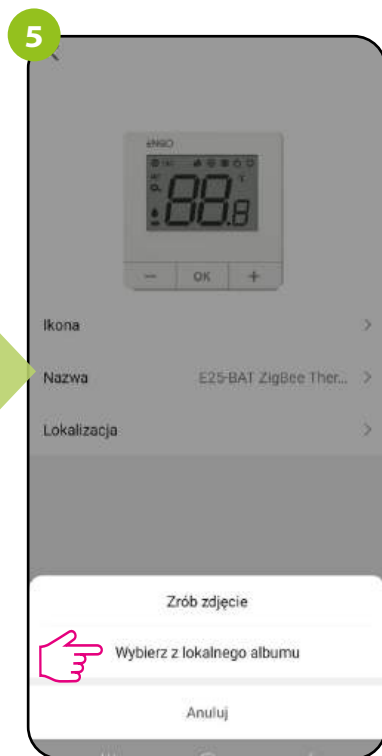 5
ENGO
88.8
— OK +
Ikona
Nazwa E25-BAT ZigBee Ther...
Lokalizacja
Zrób zdjęcie
Wybierz z lokalnego albumu
Anuluj